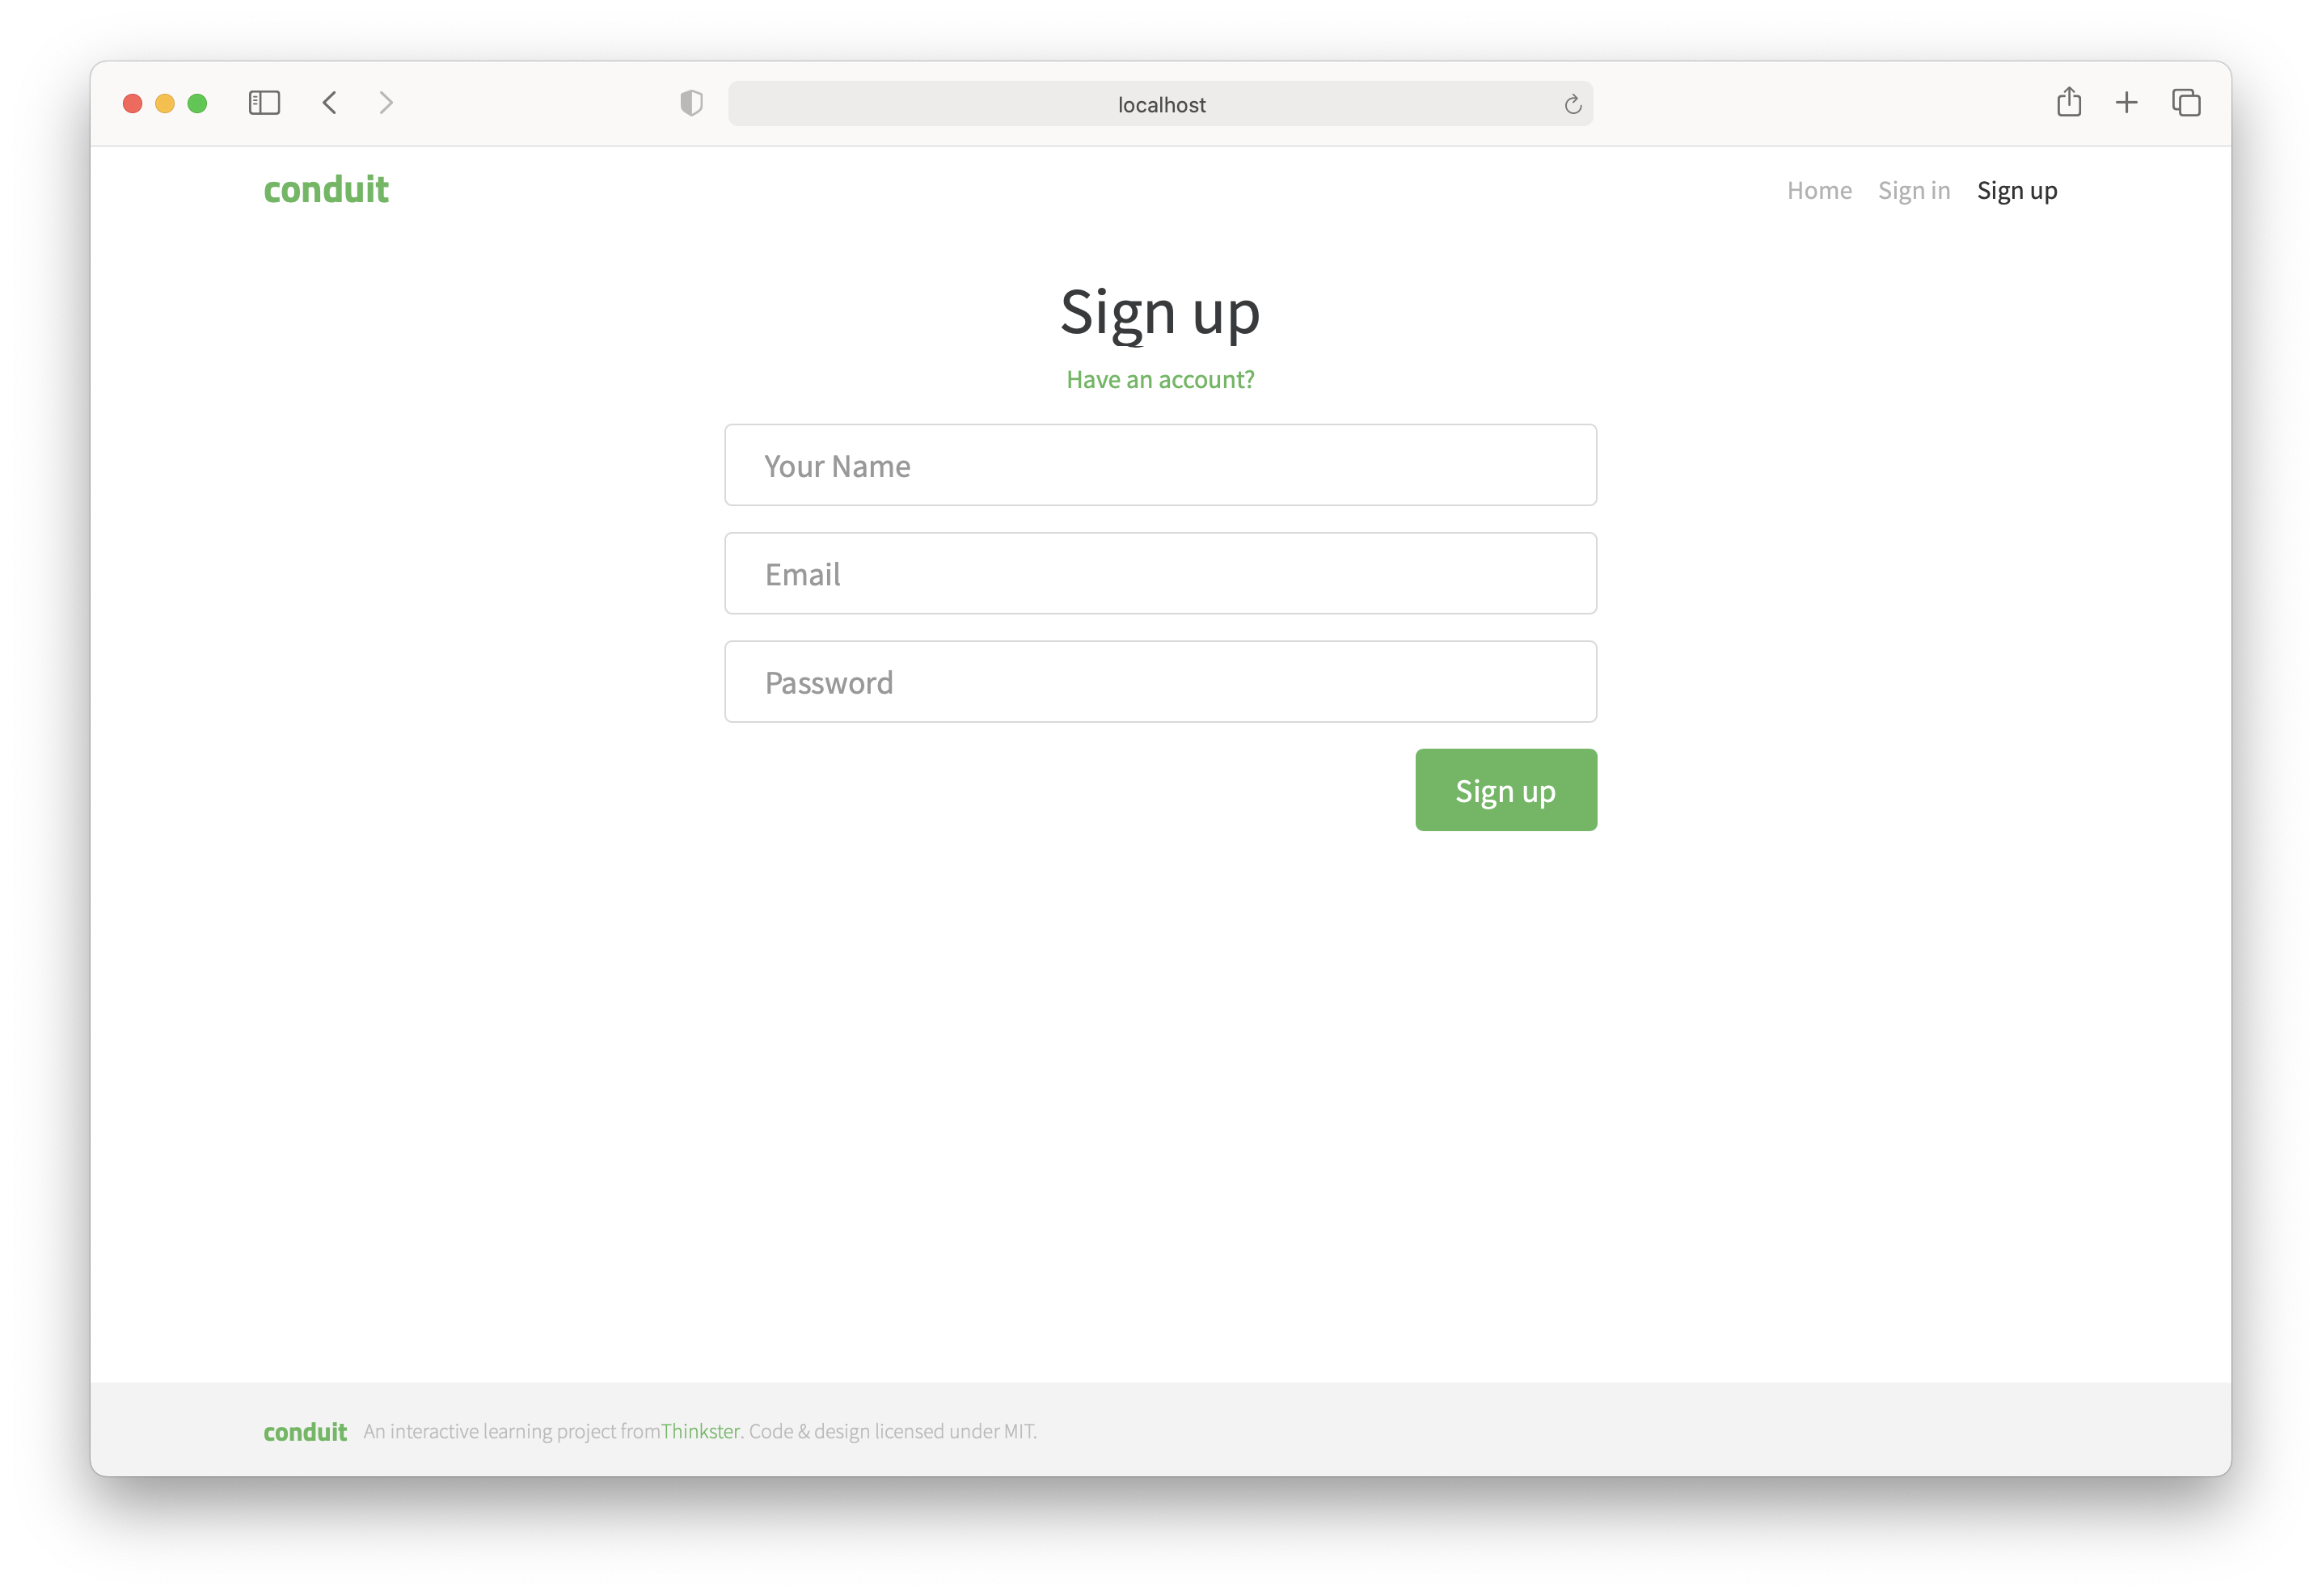 localhost
conduit
Home Sign in Sign up
Sign up
Have an account?
Your Name
Email
Password
Sign up
conduit An interactive learning project fromThinkster. Code & design licensed under MIT.